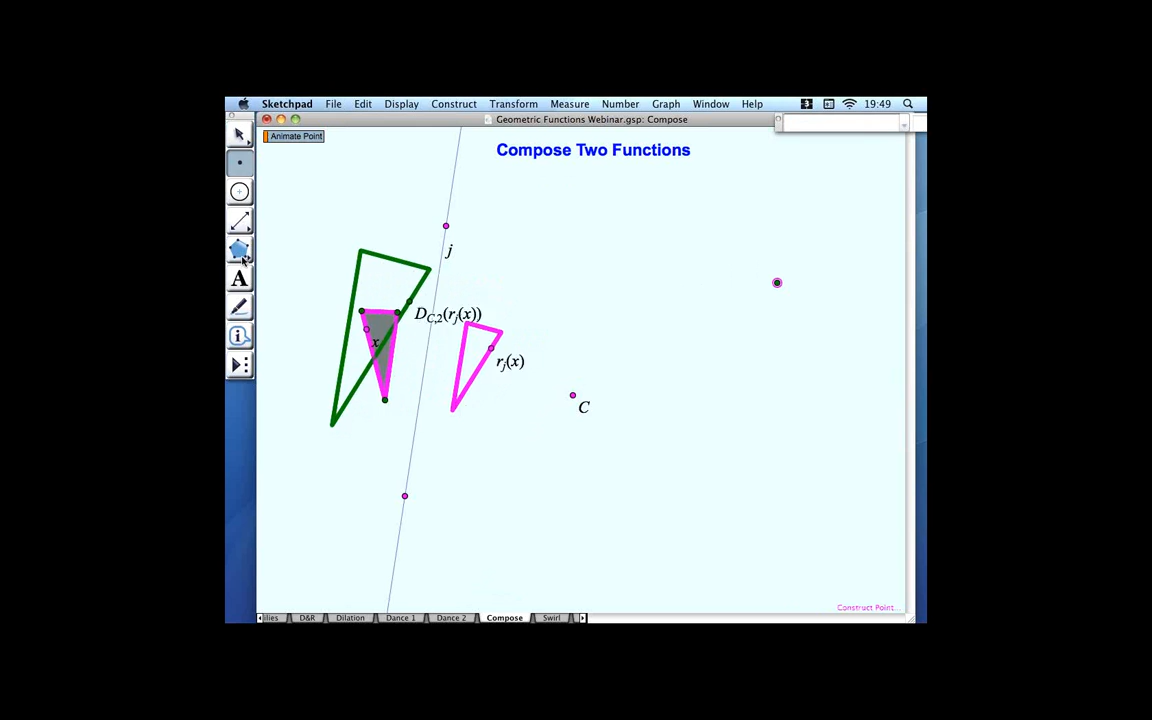 Sketchpad File Edit Display Construct Transform Measure Number Graph Window Help 19:49
Geometric Functions Webinar.gsp: Compose
Animate Point
Compose Two Functions
j
D_{C,2}(r_j(x))
x
r_j(x)
C
A
Construct Point...
ilies D&R Dilation Dance 1 Dance 2 Compose Swirl